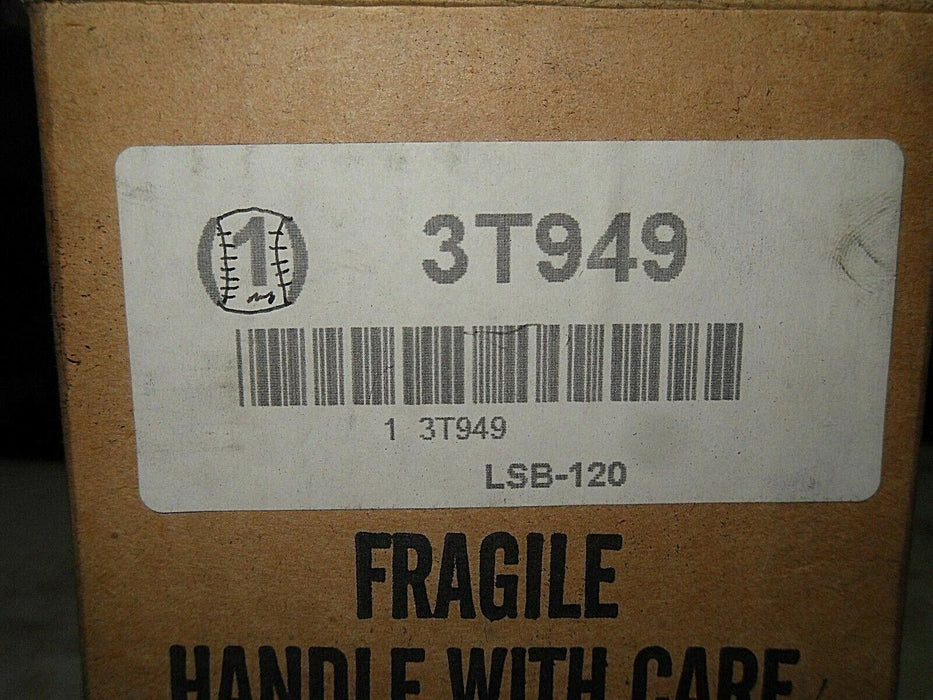 (1) 3T949
1 3T949
LSB-120
FRAGILE
HANDLE WITH CARE